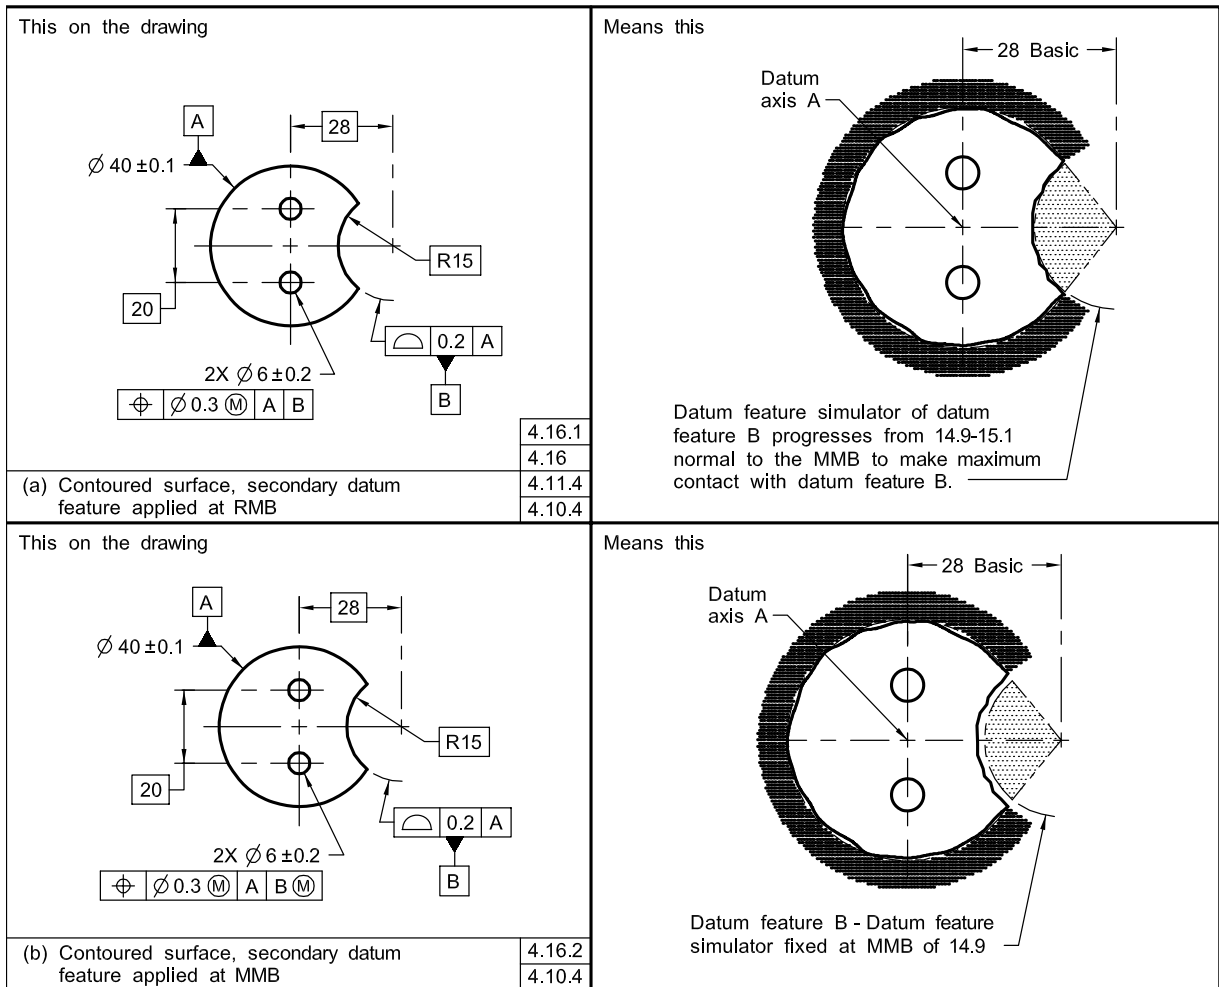 This on the drawing
A
28
Ø 40 ±0.1
R15
20
⌓ 0.2 A
2X Ø 6 ±0.2
B
⌖ Ø 0.3 Ⓜ A B
4.16.1
4.16
4.11.4
4.10.4
(a) Contoured surface, secondary datum
feature applied at RMB
Means this
28 Basic
Datum
axis A
Datum feature simulator of datum
feature B progresses from 14.9-15.1
normal to the MMB to make maximum
contact with datum feature B.
This on the drawing
A
28
Ø 40 ±0.1
R15
20
⌓ 0.2 A
2X Ø 6 ±0.2
B
⌖ Ø 0.3 Ⓜ A B Ⓜ
4.16.2
4.10.4
(b) Contoured surface, secondary datum
feature applied at MMB
Means this
28 Basic
Datum
axis A
Datum feature B - Datum feature
simulator fixed at MMB of 14.9